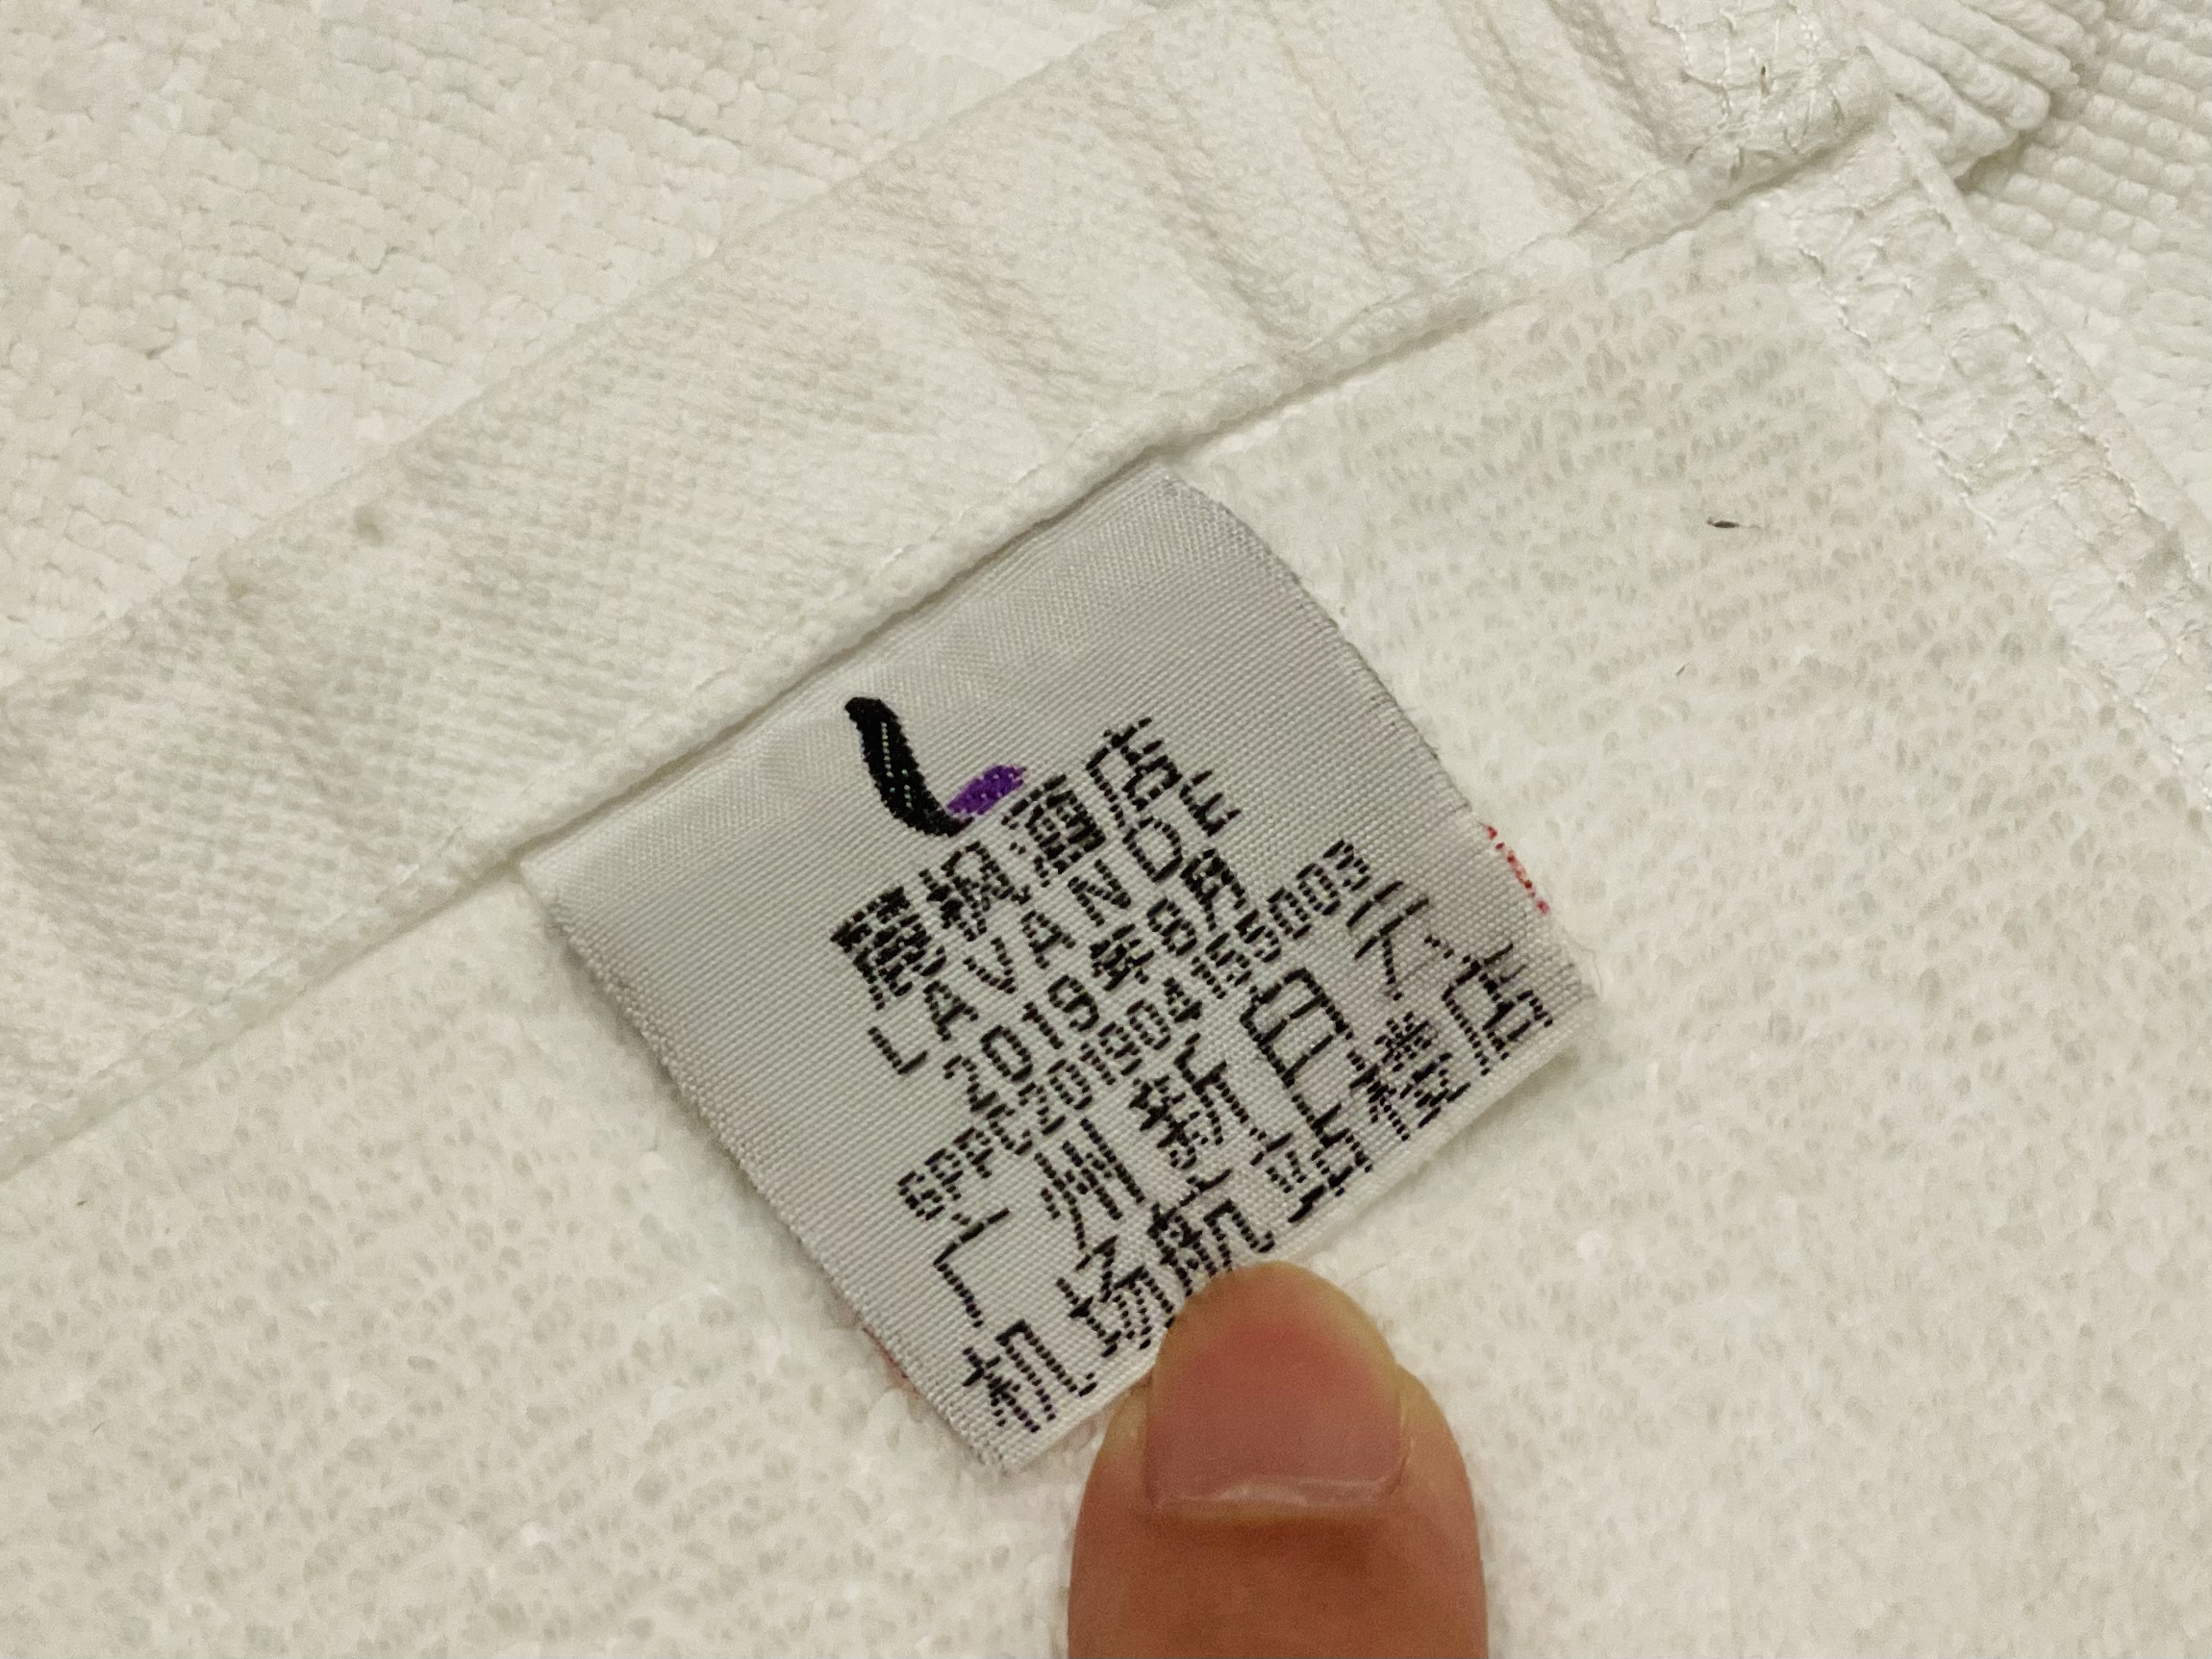 麗枫酒店
LAVANDE
2019年8月
GPPC20190415S003
广州新白云
机场航站楼店